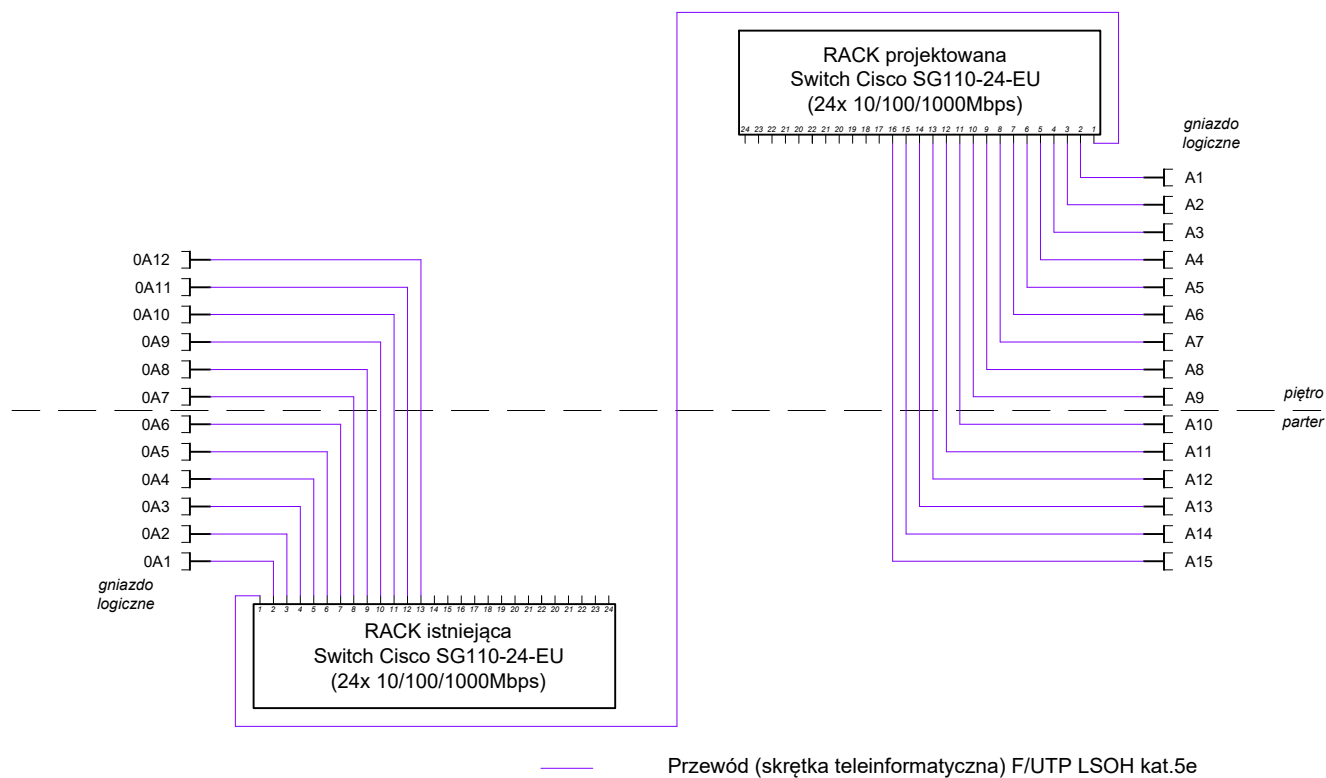 RACK projektowana
Switch Cisco SG110-24-EU
(24x 10/100/1000Mbps)
24 23 22 21 20 22 21 20 19 18 17 16 15 14 13 12 11 10 9 8 7 6 5 4 3 2 1
gniazdo
logiczne
A1
A2
A3
A4
A5
A6
A7
A8
A9
piętro
parter
A10
A11
A12
A13
A14
A15
0A12
0A11
0A10
0A9
0A8
0A7
0A6
0A5
0A4
0A3
0A2
0A1
gniazdo
logiczne
1 2 3 4 5 6 7 8 9 10 11 12 13 14 15 16 17 18 19 20 21 22 20 21 22 23 24
RACK istniejąca
Switch Cisco SG110-24-EU
(24x 10/100/1000Mbps)
Przewód (skrętka teleinformatyczna) F/UTP LSOH kat.5e